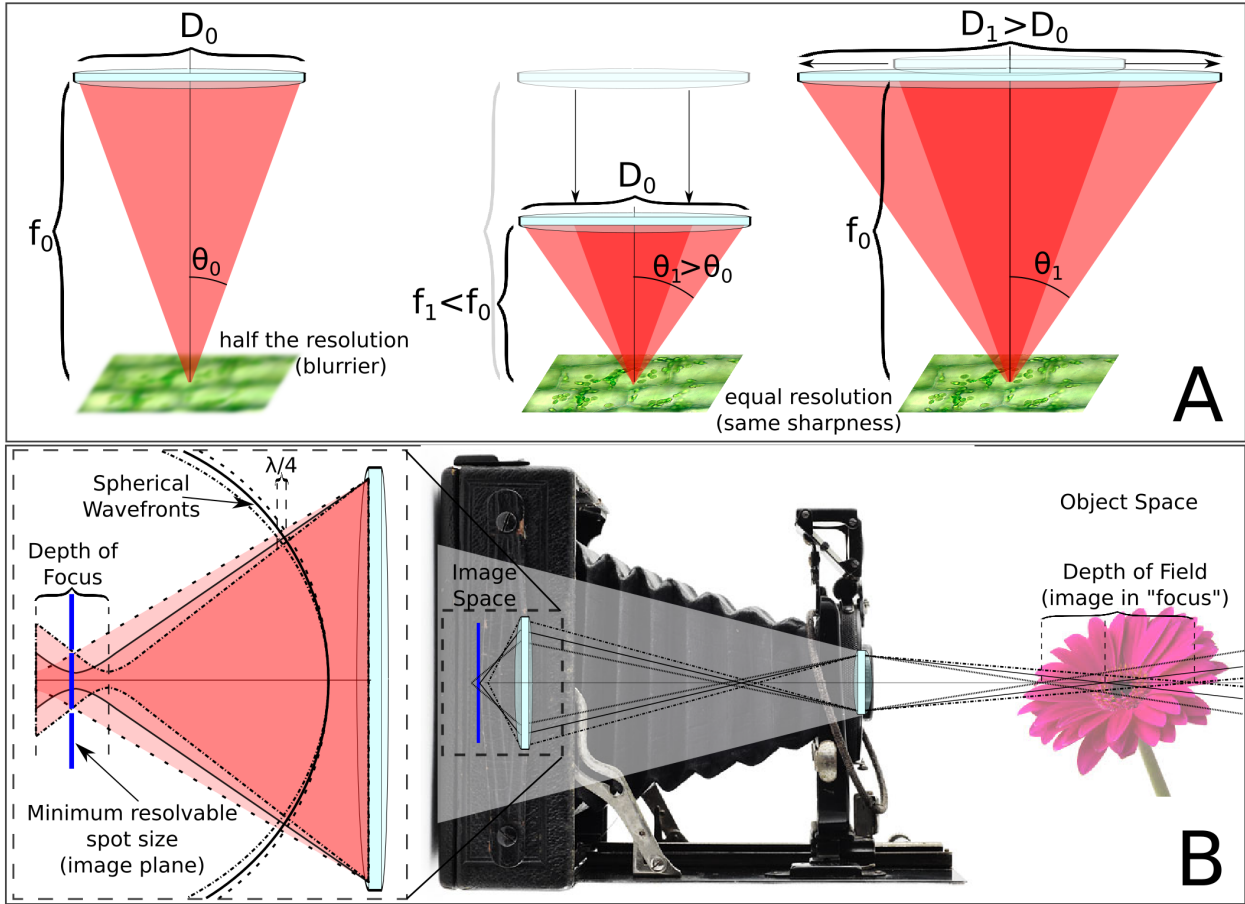 D₀
f₀
θ₀
half the resolution
(blurrier)
D₀
f₁<f₀
θ₁>θ₀
equal resolution
(same sharpness)
D₁>D₀
f₀
θ₁
A
λ/4
Spherical
Wavefronts
Depth of
Focus
Minimum resolvable
spot size
(image plane)
Image
Space
Object Space
Depth of Field
(image in "focus")
B